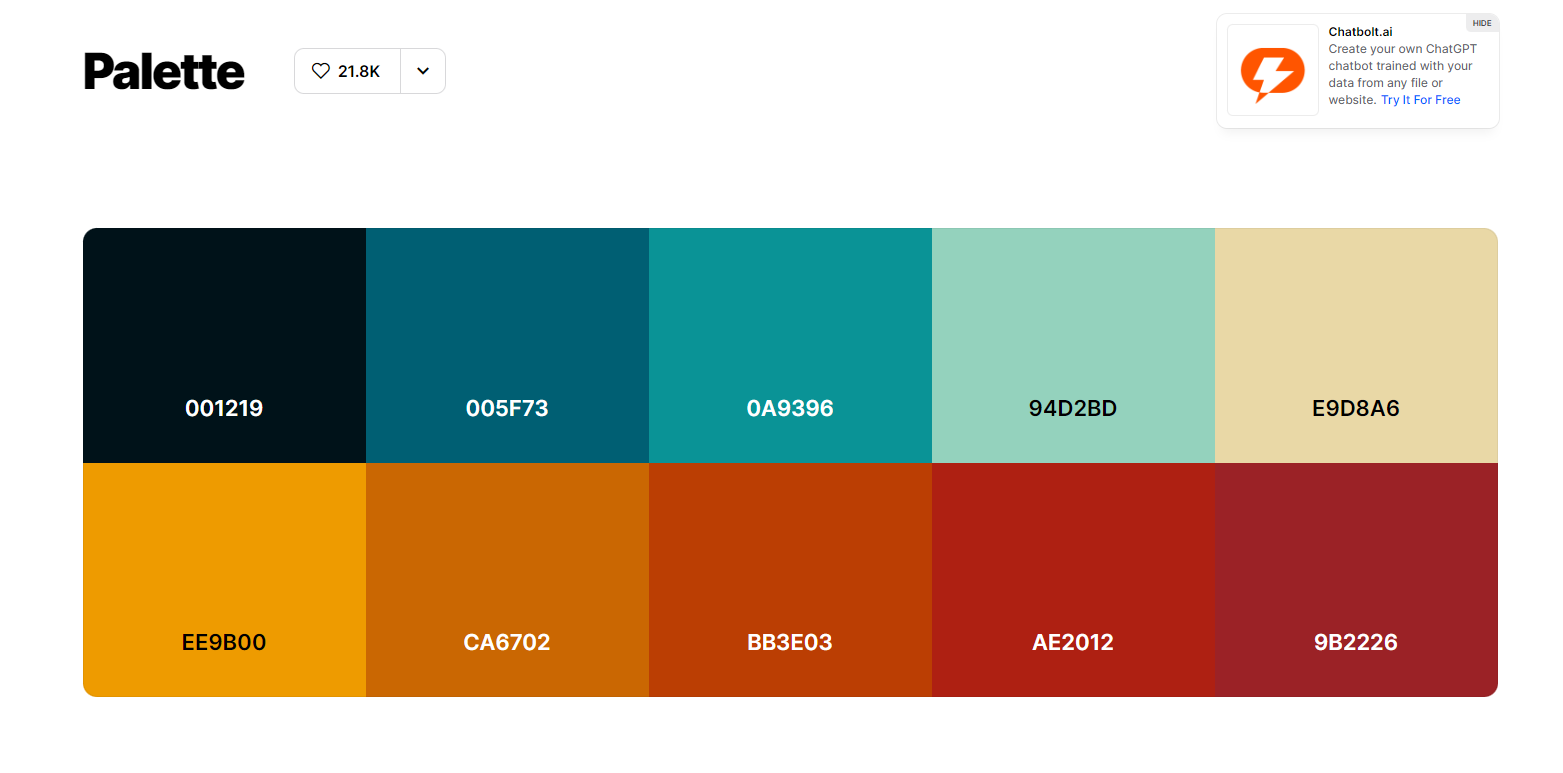 Palette
21.8K
HIDE
Chatbolt.ai
Create your own ChatGPT
chatbot trained with your
data from any file or
website. Try It For Free
001219
005F73
0A9396
94D2BD
E9D8A6
EE9B00
CA6702
BB3E03
AE2012
9B2226